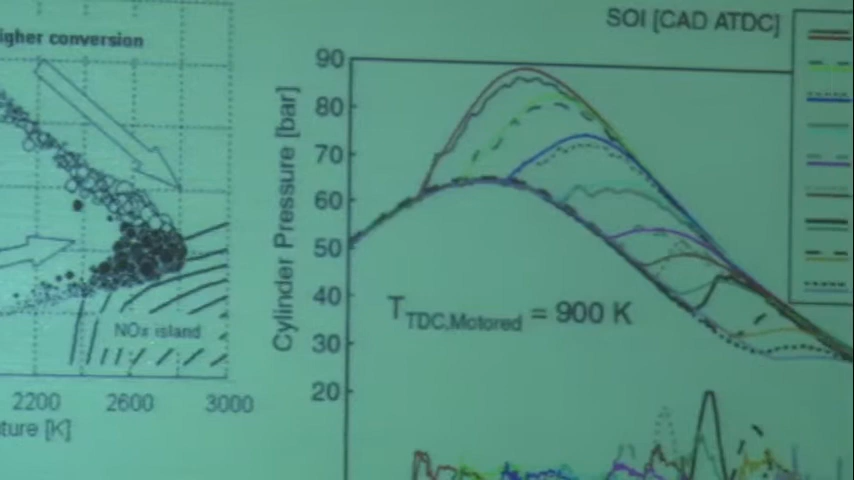 igher conversion
NOx island
2200 2600 3000
ture [K]
SOI [CAD ATDC]
Cylinder Pressure [bar]
90
80
70
60
50
40
30
20
T TDC,Motored = 900 K